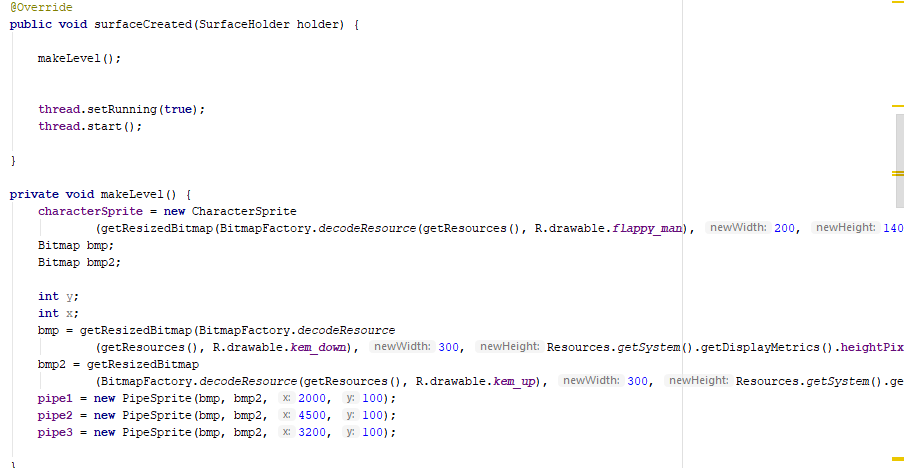 @Override
public void surfaceCreated(SurfaceHolder holder) {
makeLevel();
thread.setRunning(true);
thread.start();
}
private void makeLevel() {
characterSprite = new CharacterSprite
(getResizedBitmap(BitmapFactory.decodeResource(getResources(), R.drawable.flappy_man), newWidth: 200, newHeight: 140
Bitmap bmp;
Bitmap bmp2;
int y;
int x;
bmp = getResizedBitmap(BitmapFactory.decodeResource
(getResources(), R.drawable.kem_down), newWidth: 300, newHeight: Resources.getSystem().getDisplayMetrics().heightPix
bmp2 = getResizedBitmap
(BitmapFactory.decodeResource(getResources(), R.drawable.kem_up), newWidth: 300, newHeight: Resources.getSystem().ge
pipe1 = new PipeSprite(bmp, bmp2, x: 2000, y: 100);
pipe2 = new PipeSprite(bmp, bmp2, x: 4500, y: 100);
pipe3 = new PipeSprite(bmp, bmp2, x: 3200, y: 100);
}